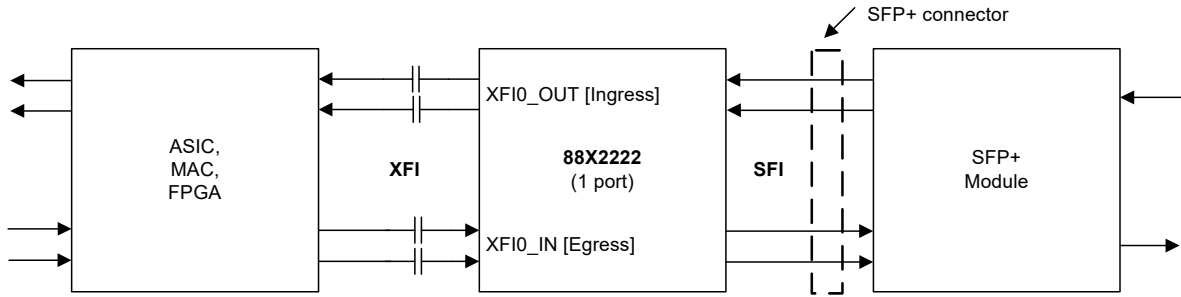 SFP+ connector
XFI0_OUT [Ingress]
ASIC,
MAC,
FPGA
XFI
88X2222
(1 port)
SFI
SFP+
Module
XFI0_IN [Egress]